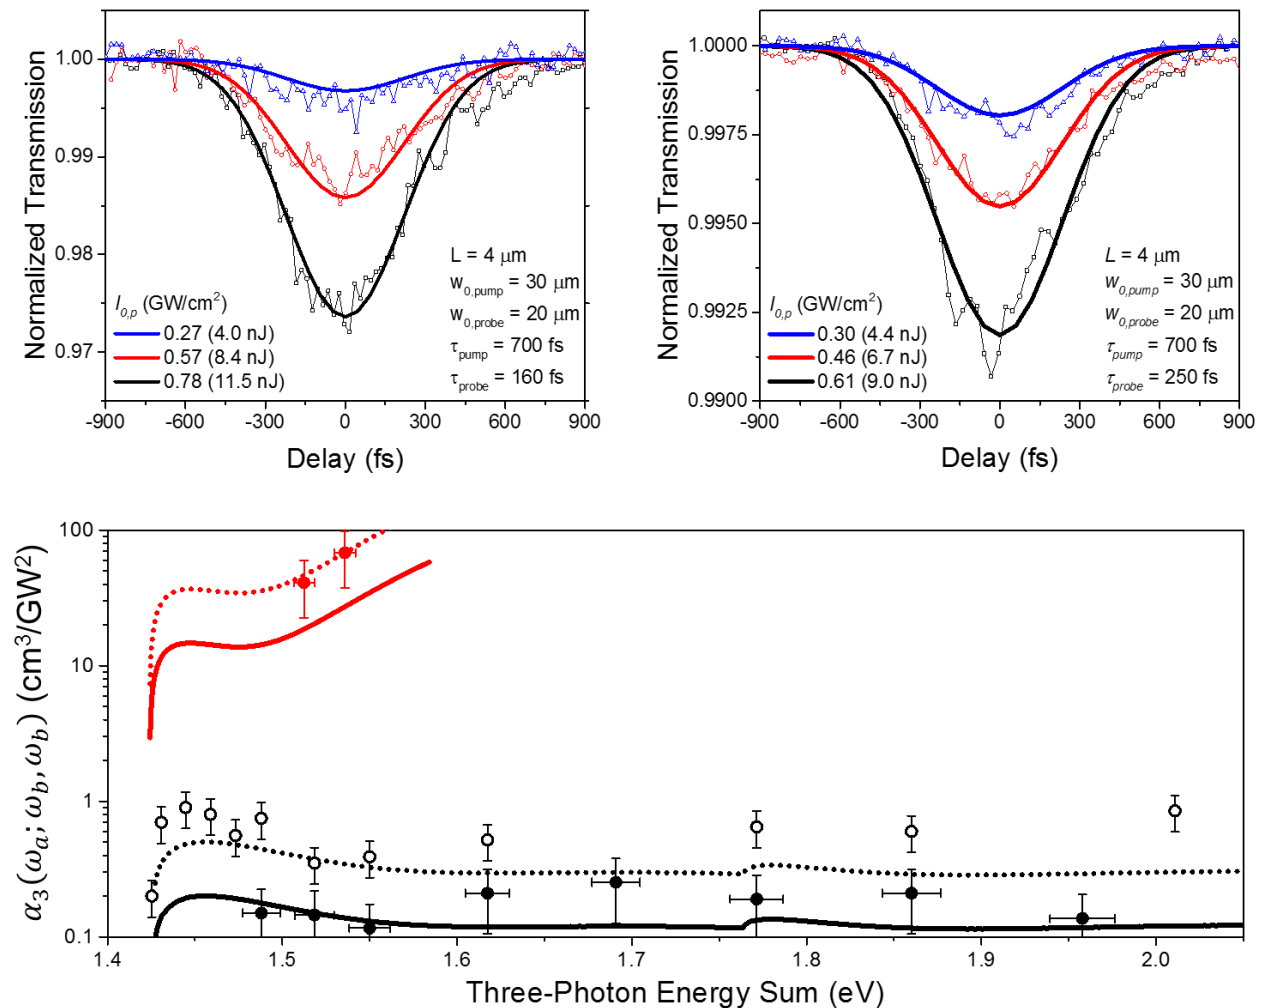 Normalized Transmission
1.00
0.99
0.98
0.97
I0,p (GW/cm2)
0.27 (4.0 nJ)
0.57 (8.4 nJ)
0.78 (11.5 nJ)
L = 4 μm
w0,pump = 30 μm
w0,probe = 20 μm
τpump = 700 fs
τprobe = 160 fs
-900 -600 -300 0 300 600 900
Delay (fs)
Normalized Transmission
1.0000
0.9975
0.9950
0.9925
0.9900
I0,p (GW/cm2)
0.30 (4.4 nJ)
0.46 (6.7 nJ)
0.61 (9.0 nJ)
L = 4 μm
w0,pump = 30 μm
w0,probe = 20 μm
τpump = 700 fs
τprobe = 250 fs
-900 -600 -300 0 300 600 900
Delay (fs)
α3(ωa; ωb, ωb) (cm3/GW2)
100
10
1
0.1
1.4 1.5 1.6 1.7 1.8 1.9 2.0
Three-Photon Energy Sum (eV)